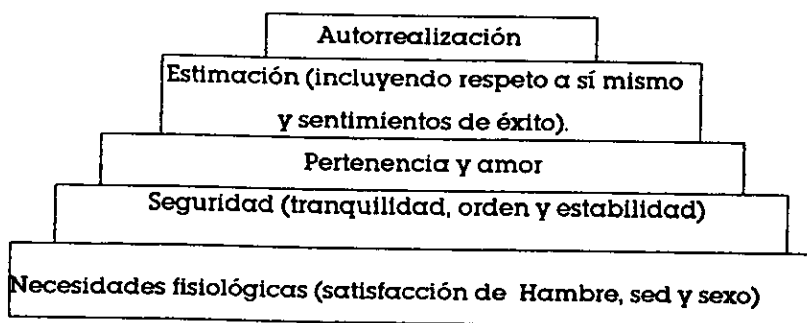 Autorrealización
Estimación (incluyendo respeto a sí mismo
y sentimientos de éxito).
Pertenencia y amor
Seguridad (tranquilidad, orden y estabilidad)
Necesidades fisiológicas (satisfacción de Hambre, sed y sexo)